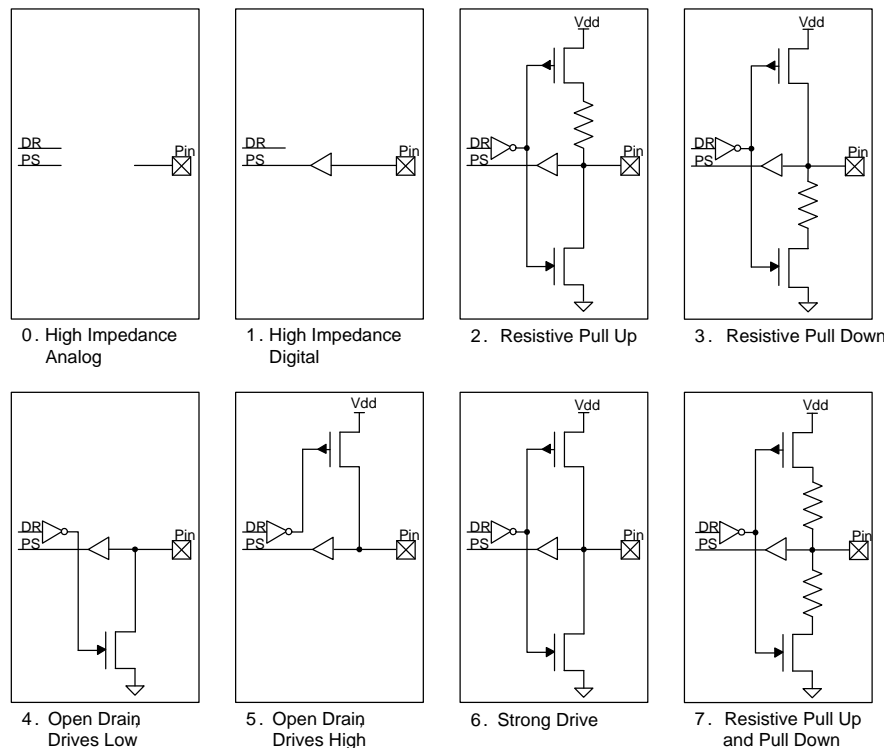 Vdd
Vdd
DR
PS
Pin
DR
PS
Pin
DR
PS
Pin
DR
PS
Pin
0. High Impedance
Analog
1. High Impedance
Digital
2. Resistive Pull Up
3. Resistive Pull Down
Vdd
Vdd
Vdd
DR
PS
Pin
DR
PS
Pin
DR
PS
Pin
DR
PS
Pin
4. Open Drain,
Drives Low
5. Open Drain,
Drives High
6. Strong Drive
7. Resistive Pull Up
and Pull Down